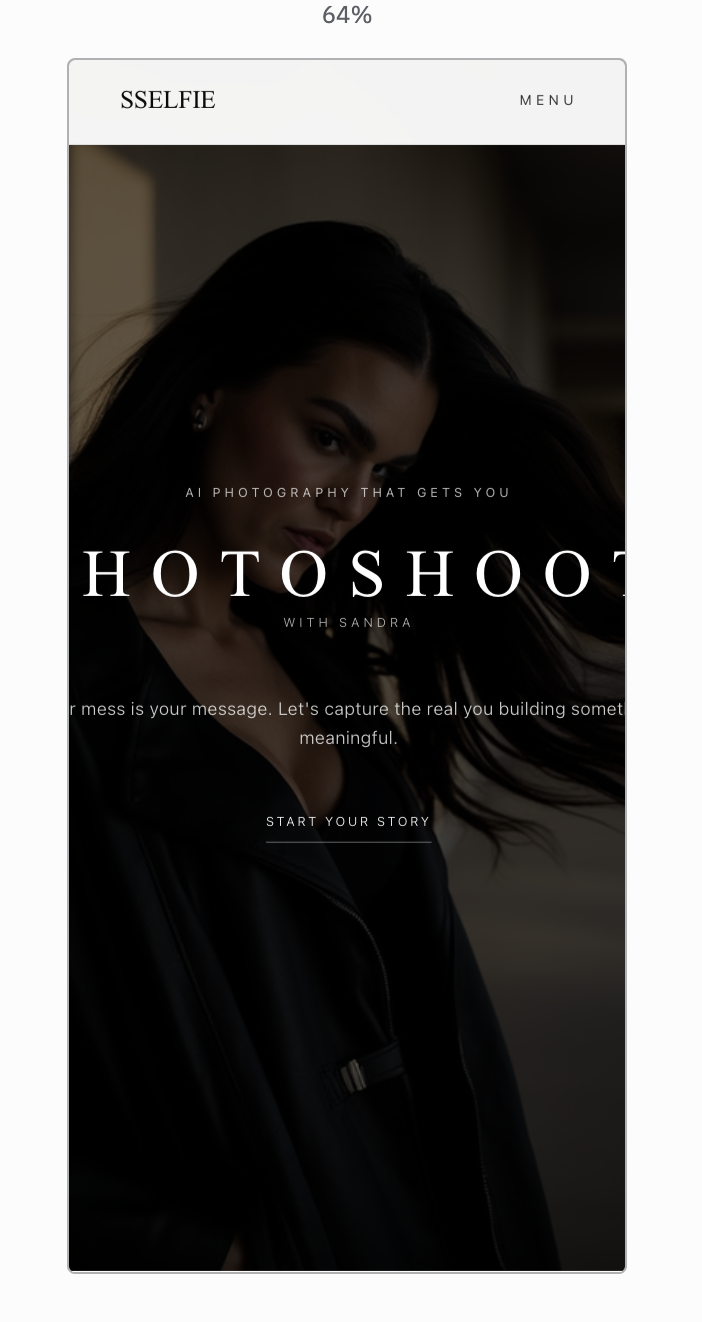 64%
SSELFIE
MENU
AI PHOTOGRAPHY THAT GETS YOU
HOTOSHOOT
WITH SANDRA
r mess is your message. Let's capture the real you building somet
meaningful.
START YOUR STORY